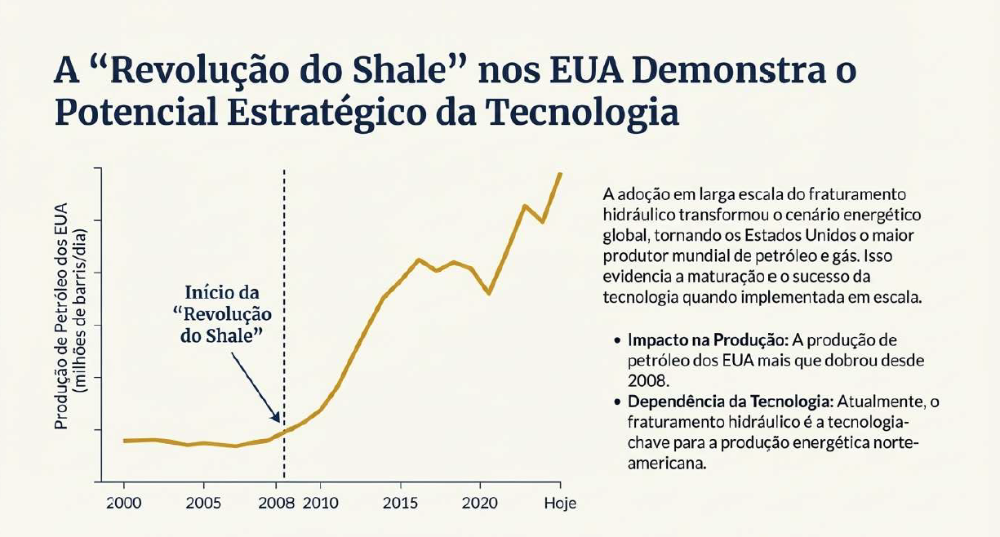 A “Revolução do Shale” nos EUA Demonstra o
Potencial Estratégico da Tecnologia
Produção de Petróleo dos EUA
(milhões de barris/dia)
Início da
“Revolução
do Shale”
2000
2005
2008
2010
2015
2020
Hoje
A adoção em larga escala do fraturamento
hidráulico transformou o cenário energético
global, tornando os Estados Unidos o maior
produtor mundial de petróleo e gás. Isso
evidencia a maturação e o sucesso da
tecnologia quando implementada em escala.
• Impacto na Produção: A produção de
petróleo dos EUA mais que dobrou desde
2008.
• Dependência da Tecnologia: Atualmente, o
fraturamento hidráulico é a tecnologia-
chave para a produção energética norte-
americana.